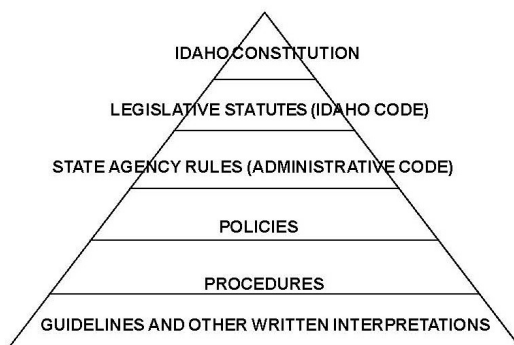 IDAHO CONSTITUTION
LEGISLATIVE STATUTES (IDAHO CODE)
STATE AGENCY RULES (ADMINISTRATIVE CODE)
POLICIES
PROCEDURES
GUIDELINES AND OTHER WRITTEN INTERPRETATIONS